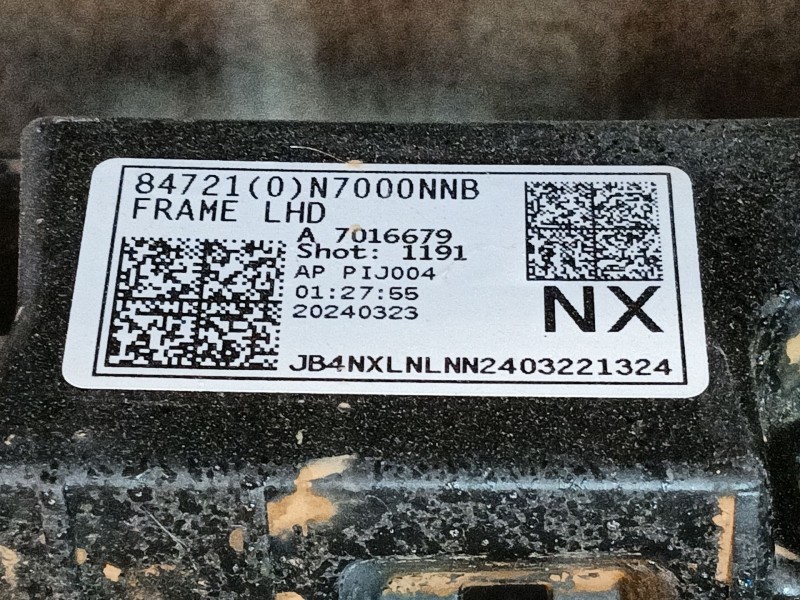 84721(0)N7000NNB
FRAME LHD
A 7016679
Shot: 1191
AP PIJ004
01:27:55
20240323
NX
JB4NXLNLNN2403221324